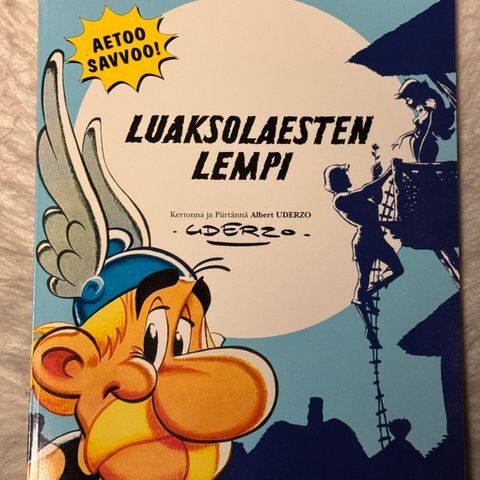 AETOO
SAVVOO!
LUAKSOLAESTEN
LEMPI
Kertonna ja Piirtännä Albert UDERZO
-UDERZO-